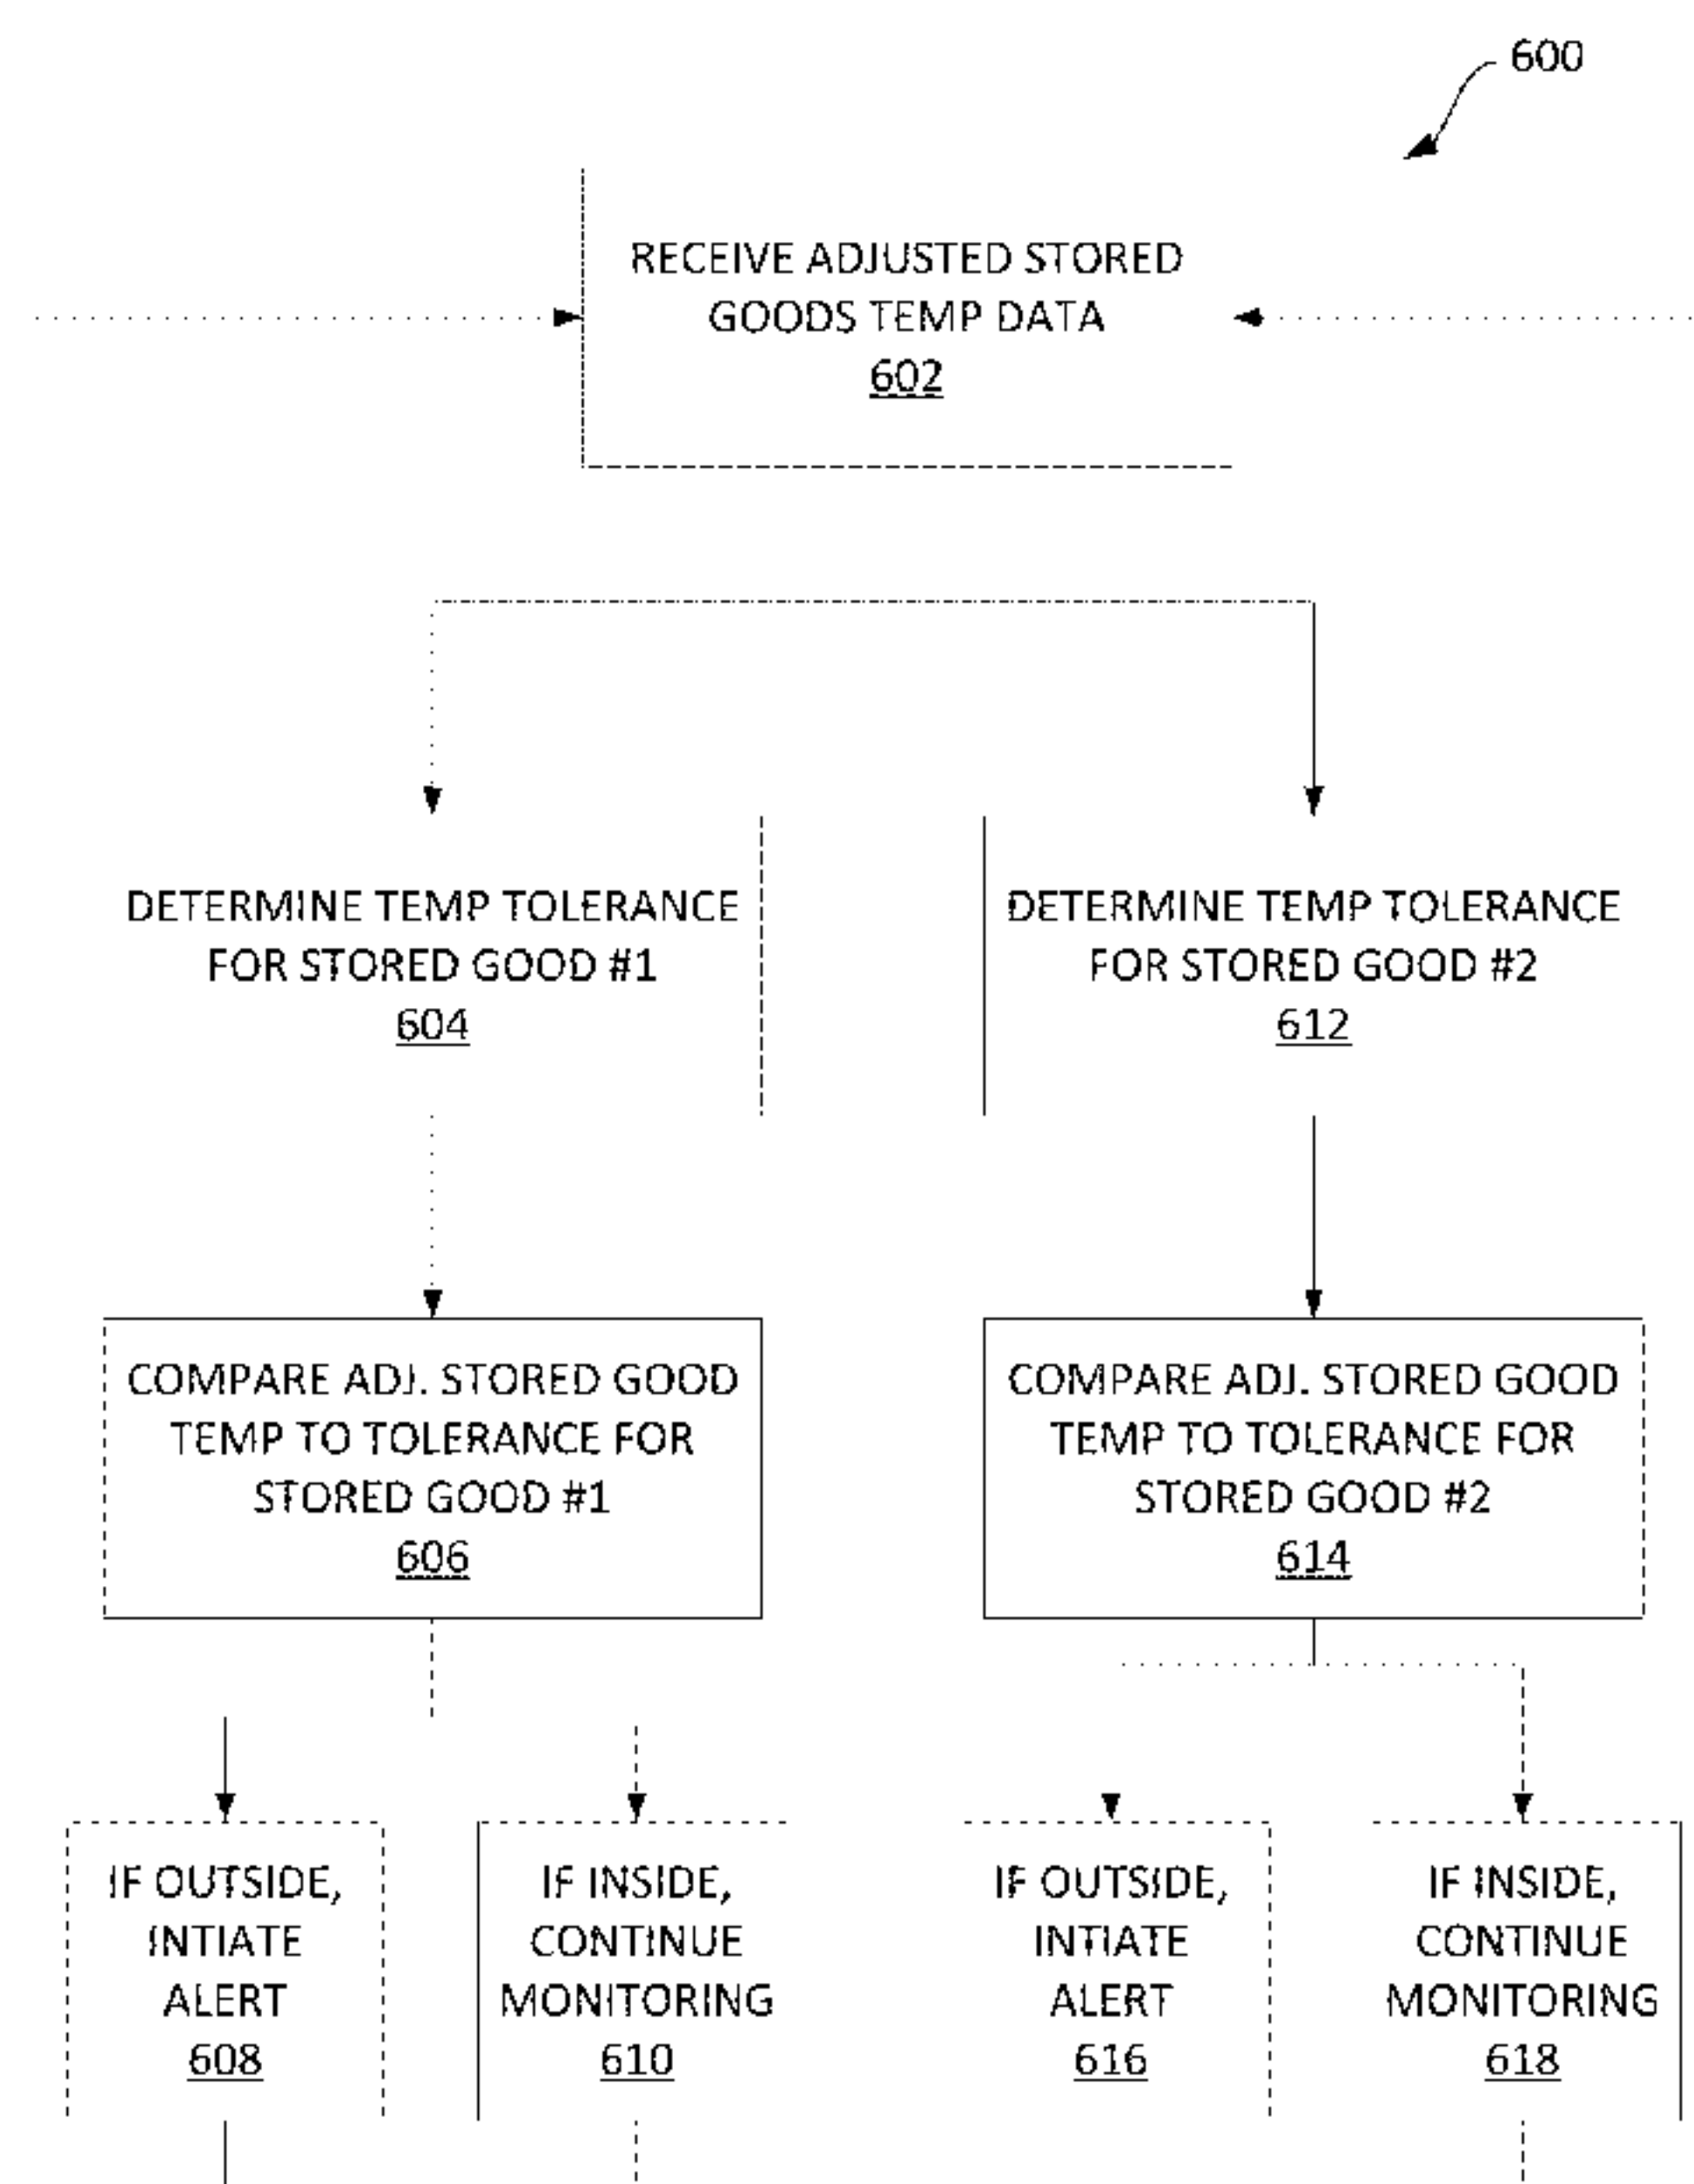 600
RECEIVE ADJUSTED STORED
GOODS TEMP DATA
602
DETERMINE TEMP TOLERANCE
FOR STORED GOOD #1
604
DETERMINE TEMP TOLERANCE
FOR STORED GOOD #2
612
COMPARE ADJ. STORED GOOD
TEMP TO TOLERANCE FOR
STORED GOOD #1
606
COMPARE ADJ. STORED GOOD
TEMP TO TOLERANCE FOR
STORED GOOD #2
614
IF OUTSIDE,
INTIATE
ALERT
608
IF INSIDE,
CONTINUE
MONITORING
610
IF OUTSIDE,
INTIATE
ALERT
616
IF INSIDE,
CONTINUE
MONITORING
618